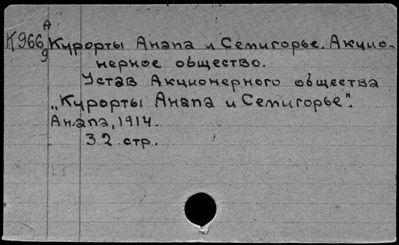 А
К966 Курорты Анапа и Семигорье. Акцио-
9 нерное общество.
Устав Акционерного общества
„Курорты Анапа и Семигорье".
Анапа, 1914.
32 стр.